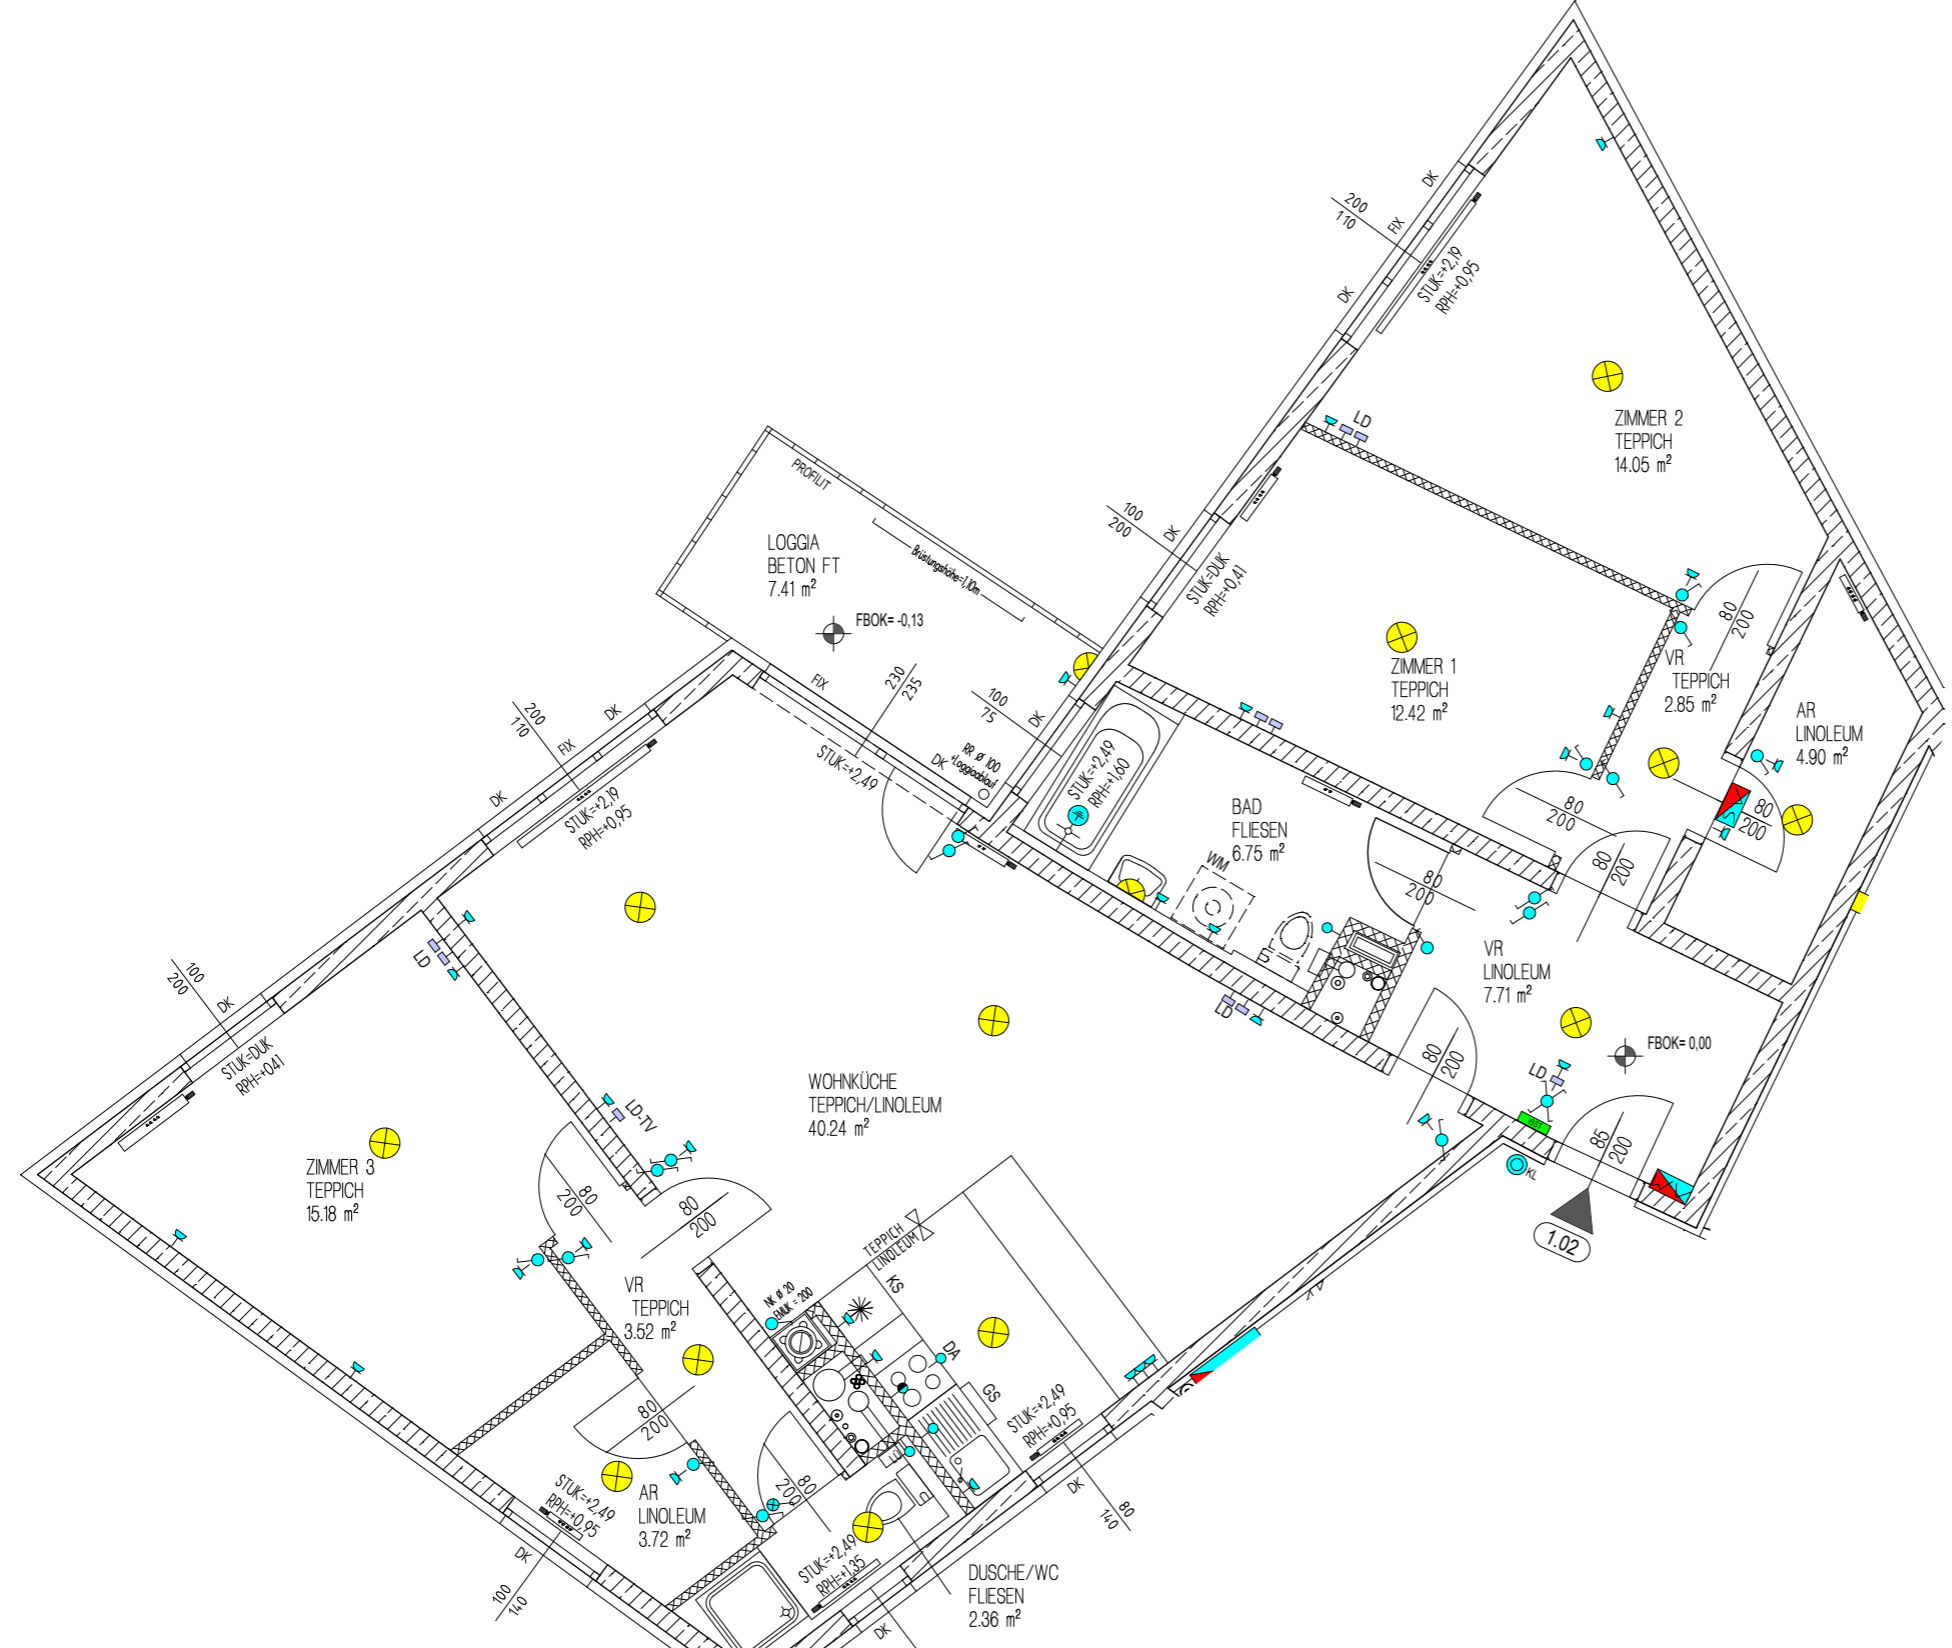 DK
200
110
FIX
STUK=+2,19
RPH=+0,95
DK
ZIMMER 2
TEPPICH
14.05 m²
LD
PROFILIT
LOGGIA
BETON FT
7.41 m²
Brüstungshöhe=1,10m
FBOK= -0,13
100
200
DK
STUK=DUK
RPH=+0,41
80
200
VR
TEPPICH
2.85 m²
ZIMMER 1
TEPPICH
12.42 m²
AR
LINOLEUM
4.90 m²
FIX
230
235
100
75
DK
STUK=+2,49
DK
RR ø 100
+Loggiaablauf
STUK=+2,49
RPH=+1,60
200
110
FIX
DK
DK
STUK=+2,19
RPH=+0,95
BAD
FLIESEN
6.75 m²
WM
80
200
80
200
80
200
80
200
VR
LINOLEUM
7.71 m²
LD
100
200
DK
STUK=DUK
RPH=+041
LD
FBOK= 0,00
LD
80
200
85
200
KL
1.02
WOHNKÜCHE
TEPPICH/LINOLEUM
40.24 m²
LD-TV
ZIMMER 3
TEPPICH
15.18 m²
80
200
80
200
TEPPICH
LINOLEUM
KS
VR
TEPPICH
3.52 m²
NK ø 20
DA
GS
STUK=+2,49
RPH=+0,95
80
200
DK
80
140
80
200
STUK=+2,49
RPH=+0,95
AR
LINOLEUM
3.72 m²
DK
100
140
STUK=+2,49
RPH=+1,35
DUSCHE/WC
FLIESEN
2.36 m²
DK